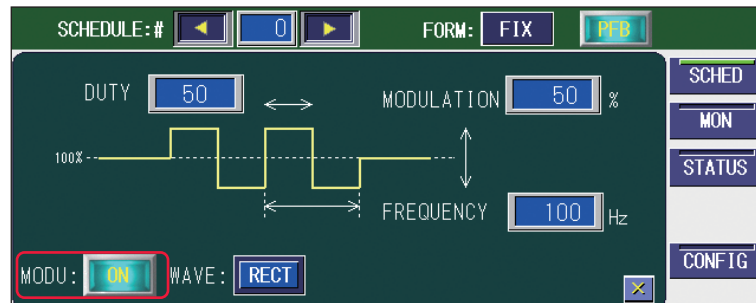 SCHEDULE:# 0 FORM: FIX PFB
SCHED
DUTY 50 MODULATION 50 %
MON
100%
STATUS
FREQUENCY 100 Hz
CONFIG
MODU: ON WAVE: RECT
X